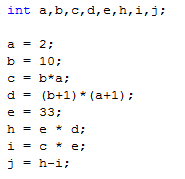 int a,b,c,d,e,h,i,j;
a = 2;
b = 10;
c = b*a;
d = (b+1)*(a+1);
e = 33;
h = e * d;
i = c * e;
j = h-i;